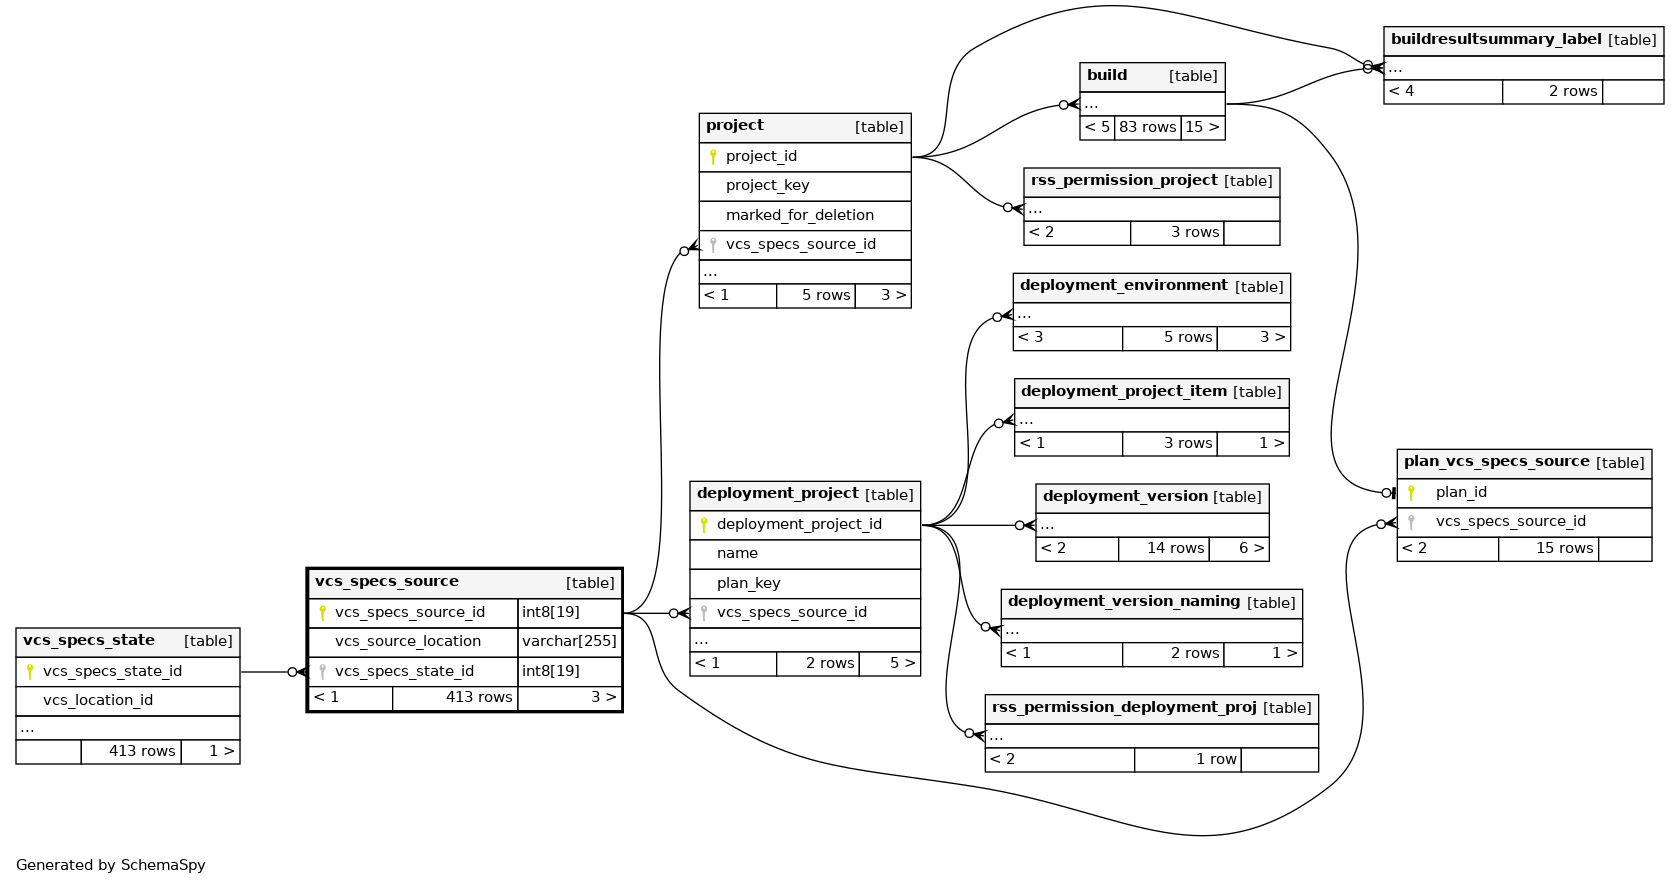 buildresultsummary_label [table]
...
< 4 2 rows
build [table]
...
< 5 83 rows 15 >
project [table]
project_id
project_key
marked_for_deletion
vcs_specs_source_id
...
< 1 5 rows 3 >
rss_permission_project [table]
...
< 2 3 rows
deployment_environment [table]
...
< 3 5 rows 3 >
deployment_project_item [table]
...
< 1 3 rows 1 >
plan_vcs_specs_source [table]
plan_id
vcs_specs_source_id
< 2 15 rows
deployment_project [table]
deployment_project_id
name
plan_key
vcs_specs_source_id
...
< 1 2 rows 5 >
deployment_version [table]
...
< 2 14 rows 6 >
vcs_specs_source [table]
vcs_specs_source_id int8[19]
vcs_source_location varchar[255]
vcs_specs_state_id int8[19]
< 1 413 rows 3 >
deployment_version_naming [table]
...
< 1 2 rows 1 >
vcs_specs_state [table]
vcs_specs_state_id
vcs_location_id
...
413 rows 1 >
rss_permission_deployment_proj [table]
...
< 2 1 row
Generated by SchemaSpy